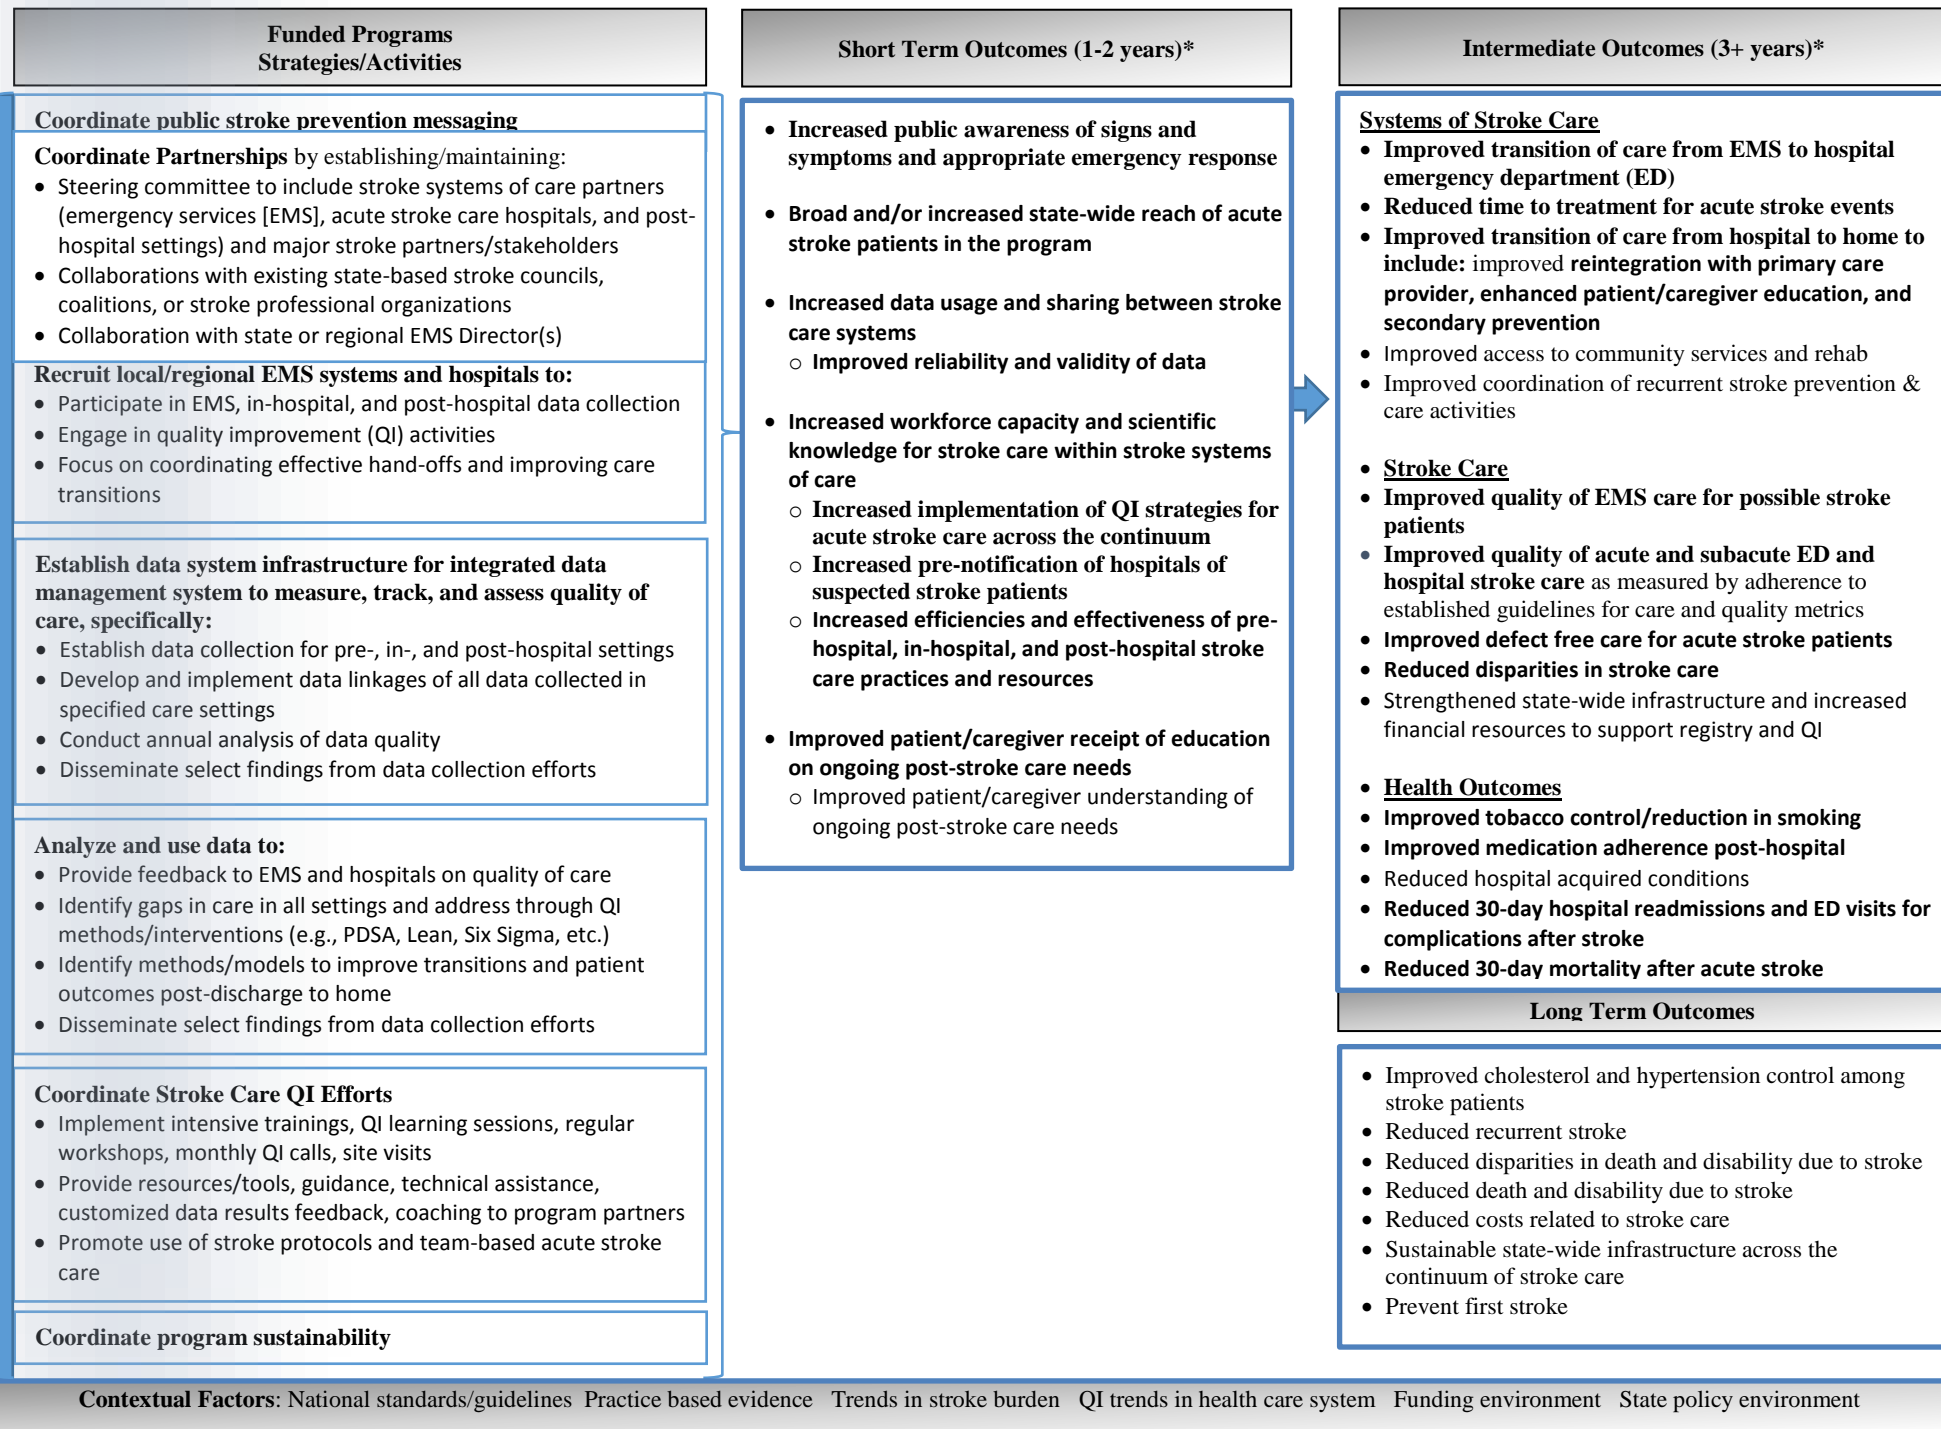 Funded Programs
Strategies/Activities
Coordinate public stroke prevention messaging
Coordinate Partnerships by establishing/maintaining:
• Steering committee to include stroke systems of care partners
(emergency services [EMS], acute stroke care hospitals, and post-
hospital settings) and major stroke partners/stakeholders
• Collaborations with existing state-based stroke councils,
coalitions, or stroke professional organizations
• Collaboration with state or regional EMS Director(s)
Recruit local/regional EMS systems and hospitals to:
• Participate in EMS, in-hospital, and post-hospital data collection
• Engage in quality improvement (QI) activities
• Focus on coordinating effective hand-offs and improving care
transitions
Establish data system infrastructure for integrated data
management system to measure, track, and assess quality of
care, specifically:
• Establish data collection for pre-, in-, and post-hospital settings
• Develop and implement data linkages of all data collected in
specified care settings
• Conduct annual analysis of data quality
• Disseminate select findings from data collection efforts
Analyze and use data to:
• Provide feedback to EMS and hospitals on quality of care
• Identify gaps in care in all settings and address through QI
methods/interventions (e.g., PDSA, Lean, Six Sigma, etc.)
• Identify methods/models to improve transitions and patient
outcomes post-discharge to home
• Disseminate select findings from data collection efforts
Coordinate Stroke Care QI Efforts
• Implement intensive trainings, QI learning sessions, regular
workshops, monthly QI calls, site visits
• Provide resources/tools, guidance, technical assistance,
customized data results feedback, coaching to program partners
• Promote use of stroke protocols and team-based acute stroke
care
Coordinate program sustainability
Short Term Outcomes (1-2 years)*
• Increased public awareness of signs and
symptoms and appropriate emergency response
• Broad and/or increased state-wide reach of acute
stroke patients in the program
• Increased data usage and sharing between stroke
care systems
o Improved reliability and validity of data
• Increased workforce capacity and scientific
knowledge for stroke care within stroke systems
of care
o Increased implementation of QI strategies for
acute stroke care across the continuum
o Increased pre-notification of hospitals of
suspected stroke patients
o Increased efficiencies and effectiveness of pre-
hospital, in-hospital, and post-hospital stroke
care practices and resources
• Improved patient/caregiver receipt of education
on ongoing post-stroke care needs
o Improved patient/caregiver understanding of
ongoing post-stroke care needs
Intermediate Outcomes (3+ years)*
Systems of Stroke Care
• Improved transition of care from EMS to hospital
emergency department (ED)
• Reduced time to treatment for acute stroke events
• Improved transition of care from hospital to home to
include: improved reintegration with primary care
provider, enhanced patient/caregiver education, and
secondary prevention
• Improved access to community services and rehab
• Improved coordination of recurrent stroke prevention &
care activities
• Stroke Care
• Improved quality of EMS care for possible stroke
patients
• Improved quality of acute and subacute ED and
hospital stroke care as measured by adherence to
established guidelines for care and quality metrics
• Improved defect free care for acute stroke patients
• Reduced disparities in stroke care
• Strengthened state-wide infrastructure and increased
financial resources to support registry and QI
• Health Outcomes
• Improved tobacco control/reduction in smoking
• Improved medication adherence post-hospital
• Reduced hospital acquired conditions
• Reduced 30-day hospital readmissions and ED visits for
complications after stroke
• Reduced 30-day mortality after acute stroke
Long Term Outcomes
• Improved cholesterol and hypertension control among
stroke patients
• Reduced recurrent stroke
• Reduced disparities in death and disability due to stroke
• Reduced death and disability due to stroke
• Reduced costs related to stroke care
• Sustainable state-wide infrastructure across the
continuum of stroke care
• Prevent first stroke
Contextual Factors: National standards/guidelines Practice based evidence Trends in stroke burden QI trends in health care system Funding environment State policy environment